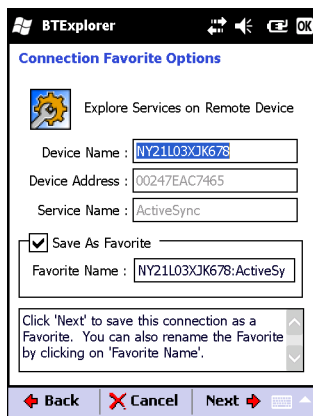 BTExplorer OK
Connection Favorite Options
Explore Services on Remote Device
Device Name : NY21L03XJK678
Device Address : 00247EAC7465
Service Name : ActiveSync
Save As Favorite
Favorite Name : NY21L03XJK678:ActiveSy
Click 'Next' to save this connection as a
Favorite. You can also rename the Favorite
by clicking on 'Favorite Name'.
Back Cancel Next